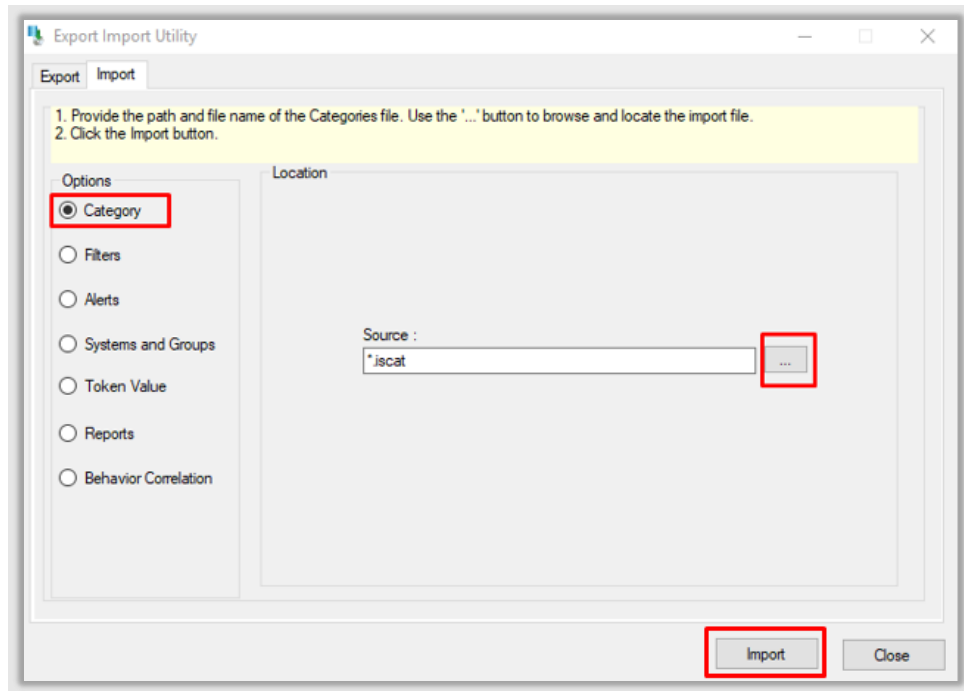 Export Import Utility
Export Import
1. Provide the path and file name of the Categories file. Use the '...' button to browse and locate the import file.
2. Click the Import button.
Options
Category
Filters
Alerts
Systems and Groups
Token Value
Reports
Behavior Correlation
Location
Source :
*.iscat ...
Import Close